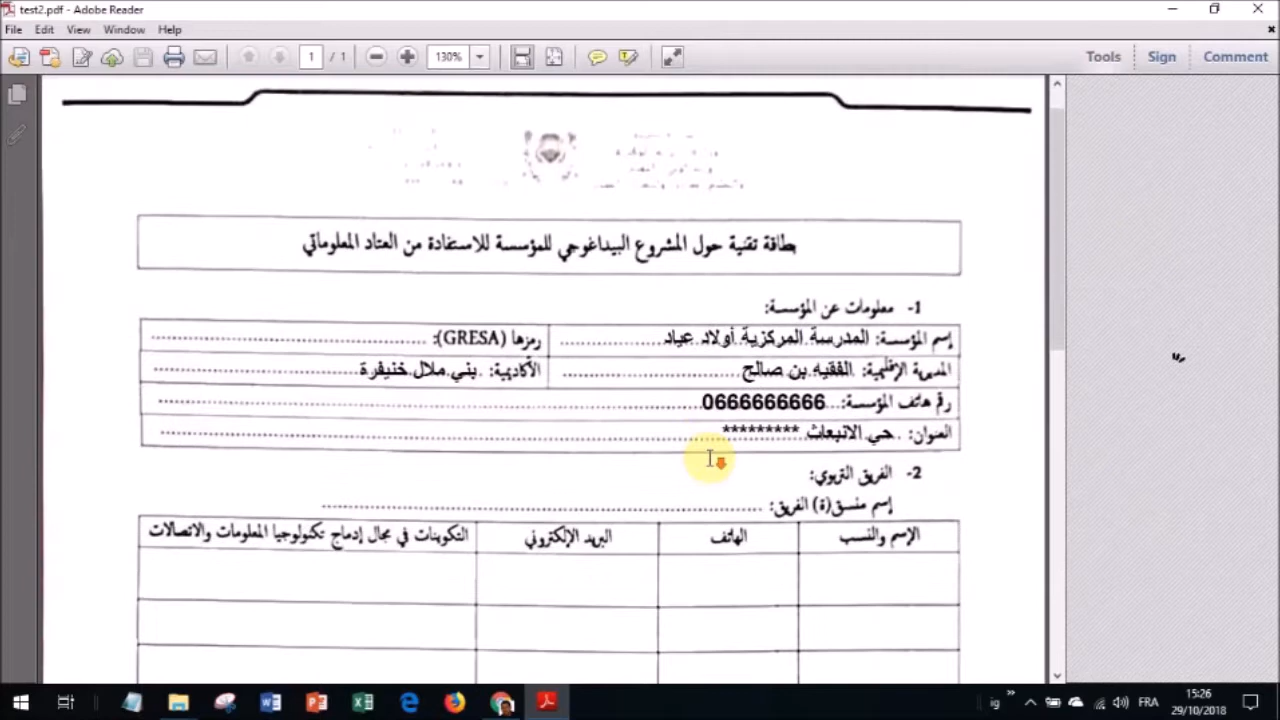 test2.pdf - Adobe Reader
File Edit View Window Help
1 / 1 130% Tools Sign Comment
بطاقة تقنية حول المشروع البيداغوجي للمؤسسة للاستفادة من العتاد المعلوماتي
1- معلومات عن المؤسسة:
إسم المؤسسة: المدرسة المركزية أولاد عياد رمزها (GRESA):
المديرية الإقليمية: الفقيه بن صالح الأكاديمية: بني ملال خنيفرة
رقم هاتف المؤسسة: 0666666666
العنوان: حي الانبعاث *********
2- الفريق التربوي:
إسم منسق(ة) الفريق:
الإسم والنسب الهاتف البريد الإلكتروني التكوينات في مجال إدماج تكنولوجيا المعلومات والاتصالات
ig FRA 15:26
29/10/2018